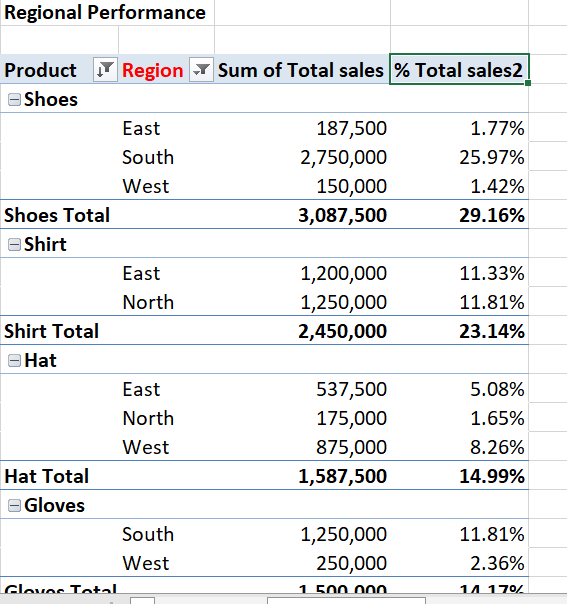 Regional Performance
Product Region Sum of Total sales % Total sales2
Shoes
East 187,500 1.77%
South 2,750,000 25.97%
West 150,000 1.42%
Shoes Total 3,087,500 29.16%
Shirt
East 1,200,000 11.33%
North 1,250,000 11.81%
Shirt Total 2,450,000 23.14%
Hat
East 537,500 5.08%
North 175,000 1.65%
West 875,000 8.26%
Hat Total 1,587,500 14.99%
Gloves
South 1,250,000 11.81%
West 250,000 2.36%
Gloves Total 1,500,000 14.17%